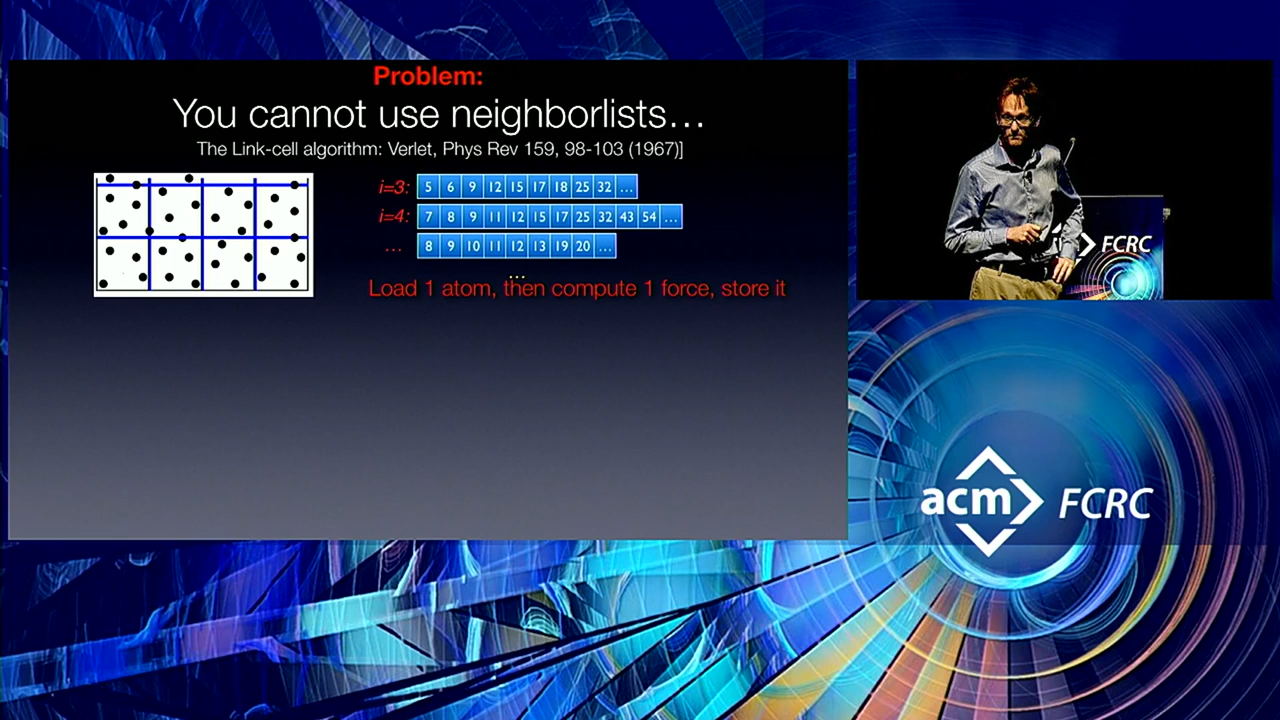 Problem:
You cannot use neighborlists...
The Link-cell algorithm: Verlet, Phys Rev 159, 98-103 (1967)]
i=3: 5 6 9 12 15 17 18 25 32 ...
i=4: 7 8 9 11 12 15 17 25 32 43 54 ...
... 8 9 10 11 12 13 19 20 ...
...
Load 1 atom, then compute 1 force, store it
FCRC
acm FCRC